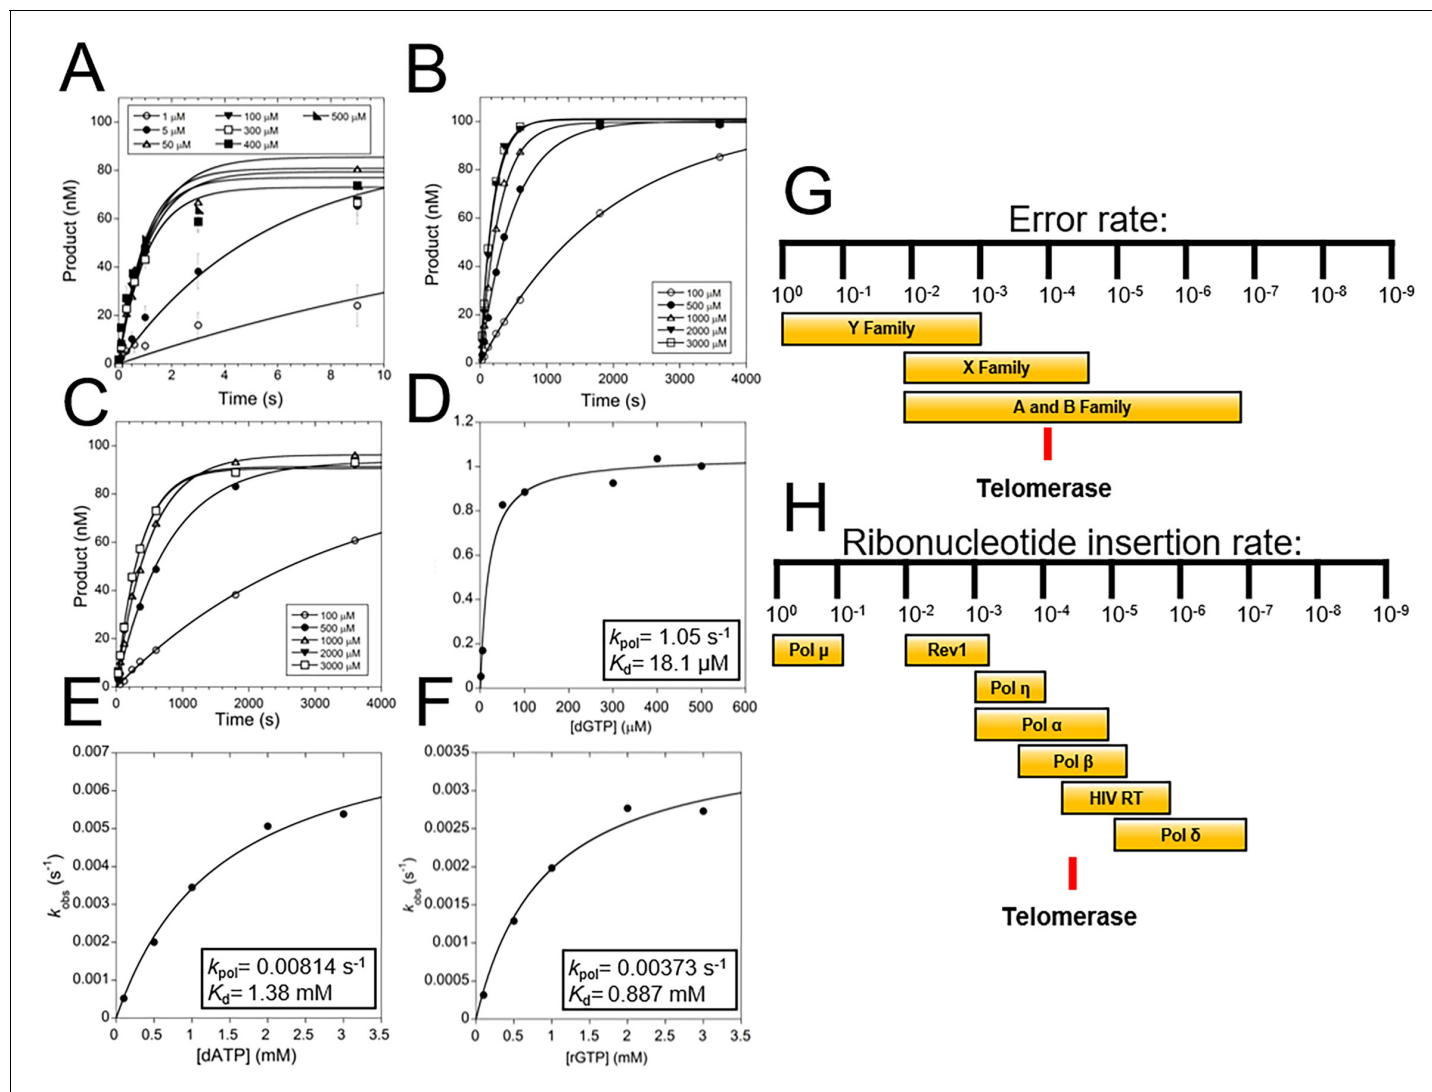 A
100
80
60
40
20
0
Product (nM)
1 µM
5 µM
50 µM
100 µM
300 µM
400 µM
500 µM
0 2 4 6 8 10
Time (s)
B
100
80
60
40
20
0
Product (nM)
100 µM
500 µM
1000 µM
2000 µM
3000 µM
0 1000 2000 3000 4000
Time (s)
C
100
80
60
40
20
0
Product (nM)
100 µM
500 µM
1000 µM
2000 µM
3000 µM
0 1000 2000 3000 4000
Time (s)
D
1.2
1
0.8
0.6
0.4
0.2
0
kpol= 1.05 s-1
Kd= 18.1 µM
0 100 200 300 400 500 600
[dGTP] (µM)
E
0.007
0.006
0.005
0.004
0.003
0.002
0.001
0
kobs (s-1)
kpol= 0.00814 s-1
Kd= 1.38 mM
0 0.5 1 1.5 2 2.5 3 3.5
[dATP] (mM)
F
0.0035
0.003
0.0025
0.002
0.0015
0.001
0.0005
0
kobs (s-1)
kpol= 0.00373 s-1
Kd= 0.887 mM
0 0.5 1 1.5 2 2.5 3 3.5
[rGTP] (mM)
G
Error rate:
10^0 10^-1 10^-2 10^-3 10^-4 10^-5 10^-6 10^-7 10^-8 10^-9
Y Family
X Family
A and B Family
Telomerase
H
Ribonucleotide insertion rate:
10^0 10^-1 10^-2 10^-3 10^-4 10^-5 10^-6 10^-7 10^-8 10^-9
Pol µ
Rev1
Pol η
Pol α
Pol β
HIV RT
Pol δ
Telomerase